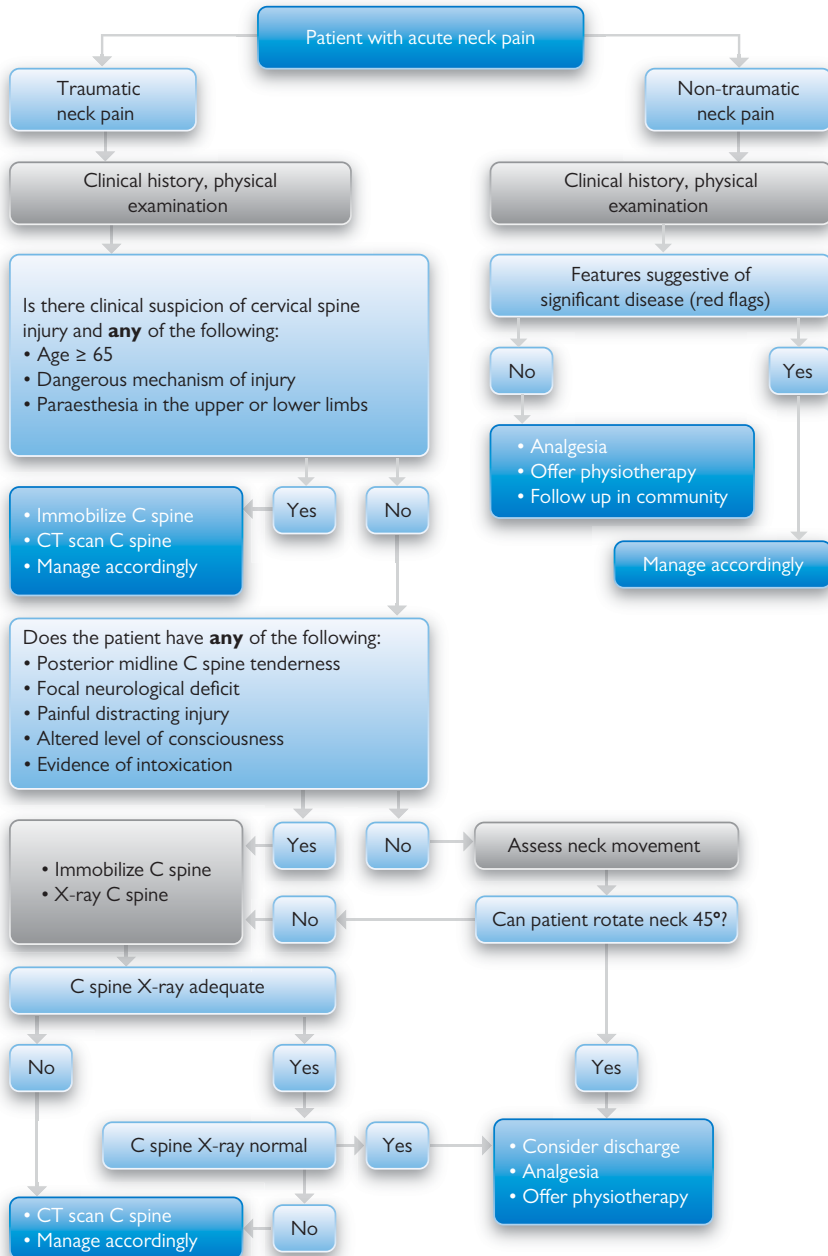 Patient with acute neck pain
Traumatic
neck pain
Non-traumatic
neck pain
Clinical history, physical
examination
Clinical history, physical
examination
Is there clinical suspicion of cervical spine
injury and any of the following:
• Age ≥ 65
• Dangerous mechanism of injury
• Paraesthesia in the upper or lower limbs
Features suggestive of
significant disease (red flags)
No
Yes
• Analgesia
• Offer physiotherapy
• Follow up in community
Manage accordingly
Yes
No
• Immobilize C spine
• CT scan C spine
• Manage accordingly
Does the patient have any of the following:
• Posterior midline C spine tenderness
• Focal neurological deficit
• Painful distracting injury
• Altered level of consciousness
• Evidence of intoxication
Yes
No
Assess neck movement
• Immobilize C spine
• X-ray C spine
No
Can patient rotate neck 45°?
C spine X-ray adequate
No
Yes
Yes
C spine X-ray normal
Yes
• Consider discharge
• Analgesia
• Offer physiotherapy
• CT scan C spine
• Manage accordingly
No